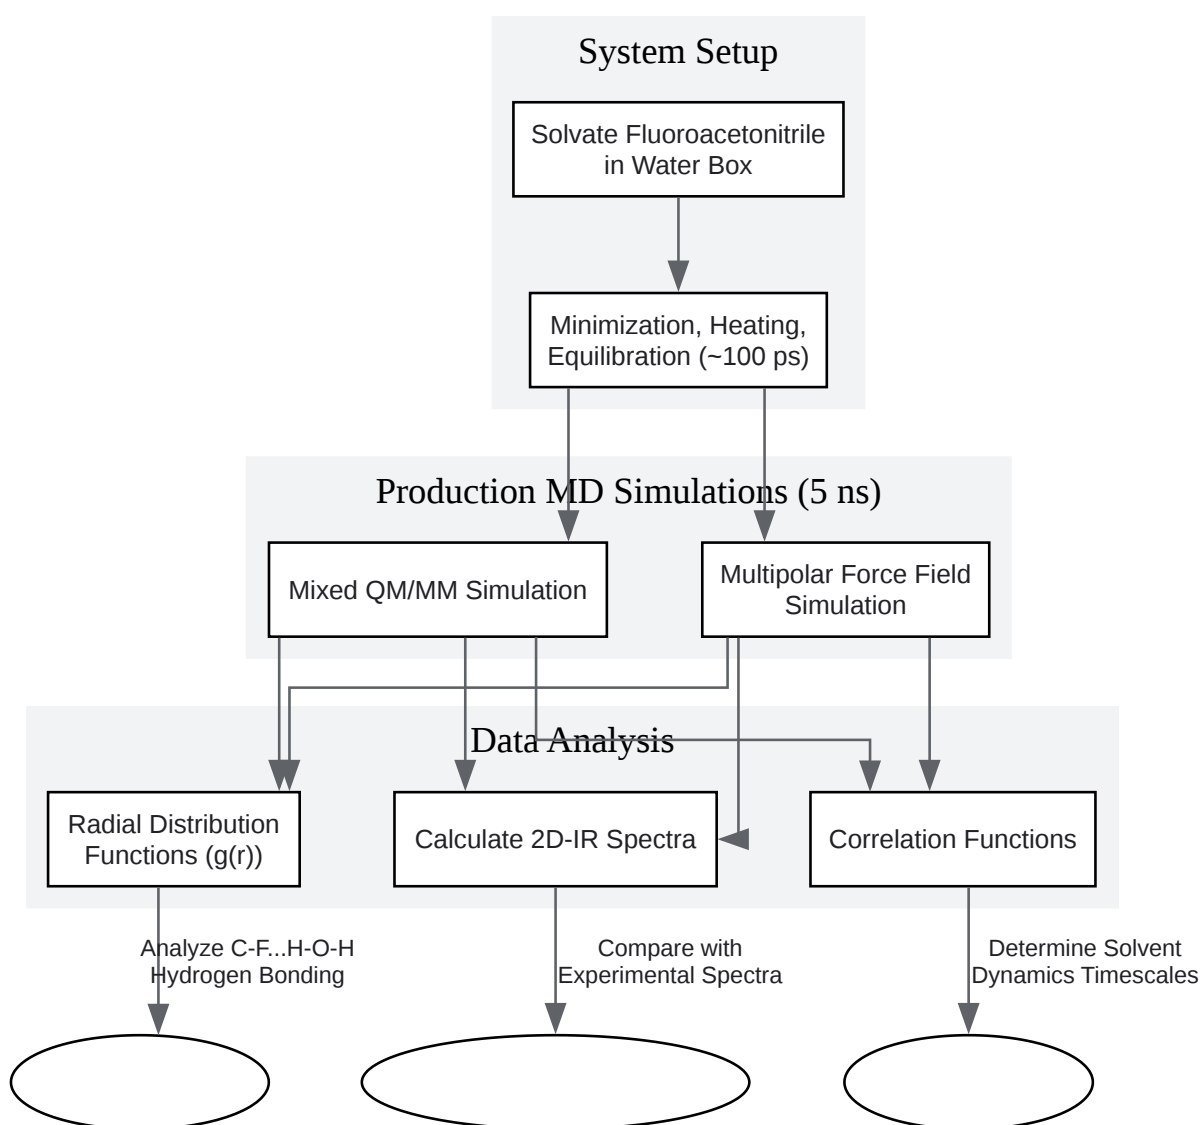 System Setup
Solvate Fluoroacetonitrile
in Water Box
Minimization, Heating,
Equilibration (~100 ps)
Production MD Simulations (5 ns)
Mixed QM/MM Simulation
Multipolar Force Field
Simulation
Data Analysis
Radial Distribution
Functions (g(r))
Calculate 2D-IR Spectra
Correlation Functions
Analyze C-F...H-O-H
Hydrogen Bonding
Compare with
Experimental Spectra
Determine Solvent
Dynamics Timescales